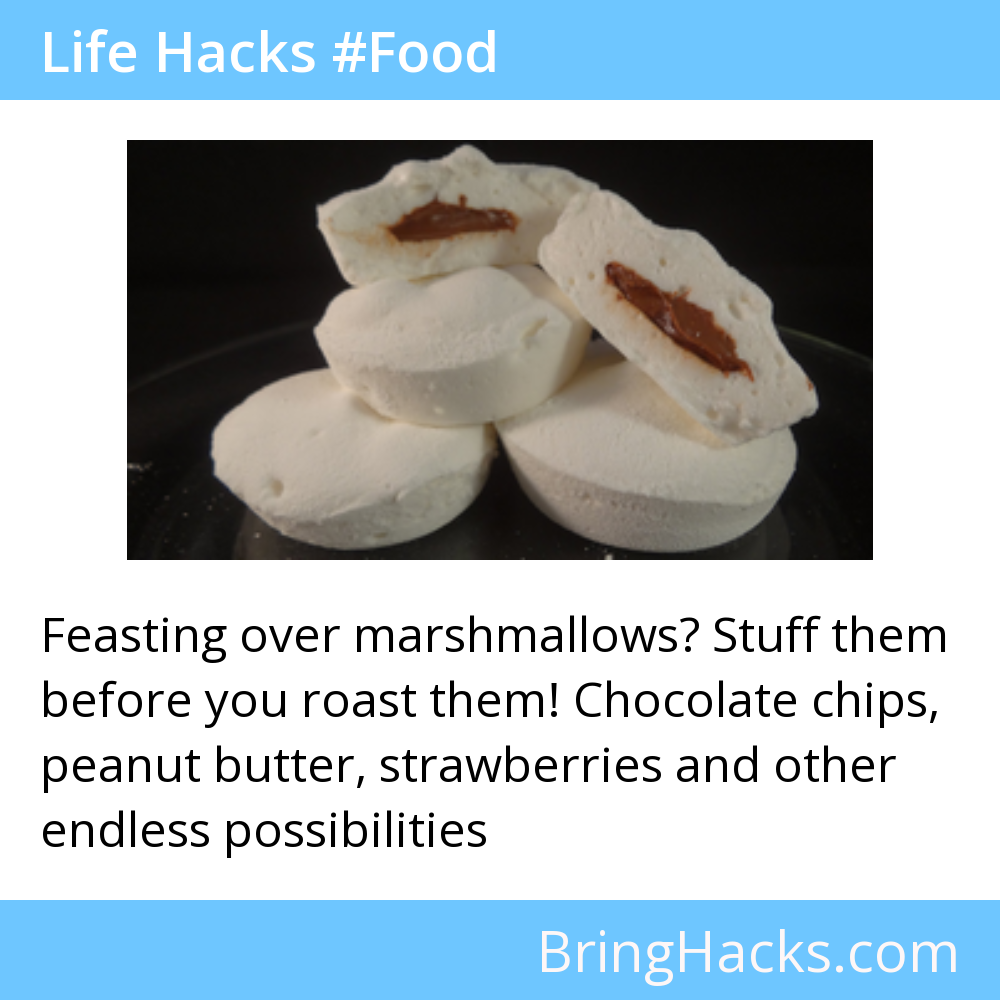 Life Hacks #Food
Feasting over marshmallows? Stuff them
before you roast them! Chocolate chips,
peanut butter, strawberries and other
endless possibilities
BringHacks.com